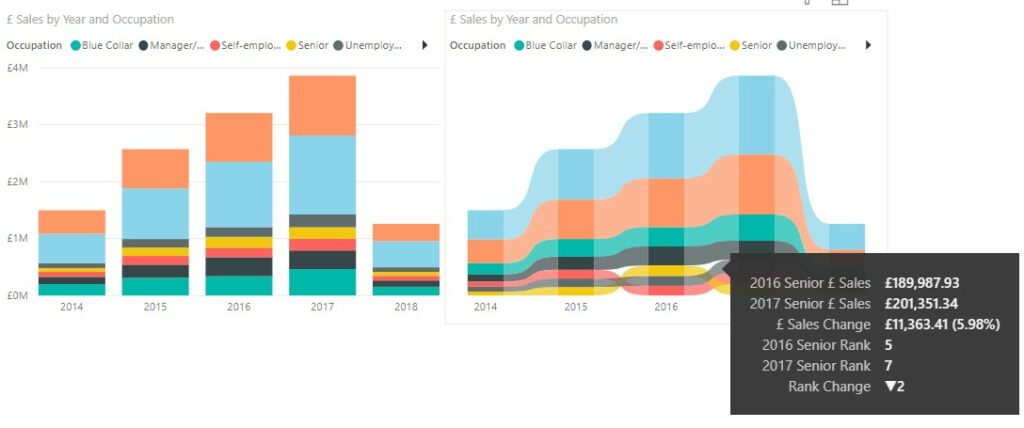 £ Sales by Year and Occupation
Occupation Blue Collar Manager/... Self-emplo... Senior Unemploy...
£4M
£3M
£2M
£1M
£0M
2014 2015 2016 2017 2018
£ Sales by Year and Occupation
Occupation Blue Collar Manager/... Self-emplo... Senior Unemploy...
2014 2015 2016
2016 Senior £ Sales £189,987.93
2017 Senior £ Sales £201,351.34
£ Sales Change £11,363.41 (5.98%)
2016 Senior Rank 5
2017 Senior Rank 7
Rank Change ▼2